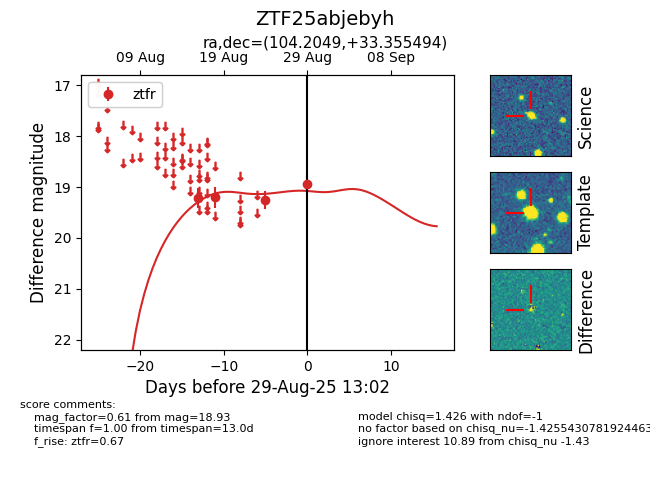 ZTF25abjebyh
ra,dec=(104.2049,+33.355494)
09 Aug 19 Aug 29 Aug 08 Sep
ztfr
17
18
19
20
21
22
Difference magnitude
−20 −10 0 10
Days before 29-Aug-25 13:02
Science
Template
Difference
score comments:
mag_factor=0.61 from mag=18.93
timespan f=1.00 from timespan=13.0d
f_rise: ztfr=0.67
model chisq=1.426 with ndof=-1
no factor based on chisq_nu=-1.4255430781924463
ignore interest 10.89 from chisq_nu -1.43